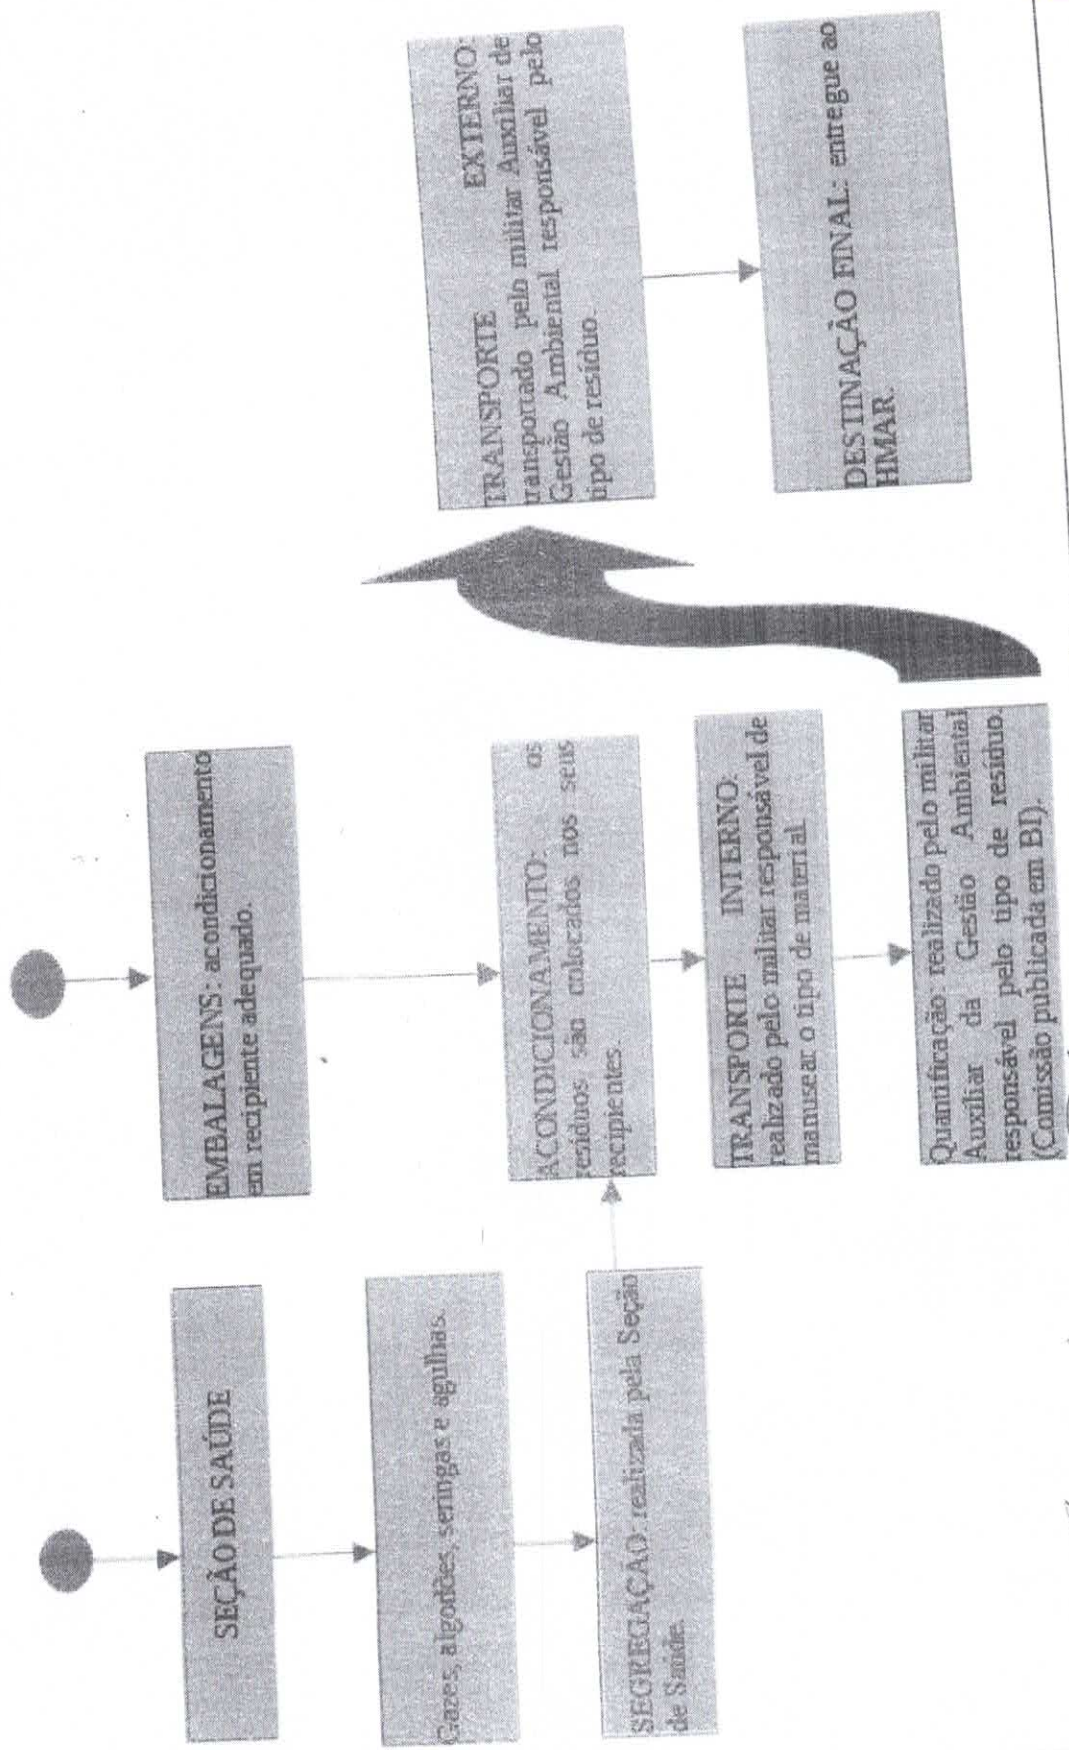 SEÇÃO DE SAÚDE
Gazes, algodões, seringas e agulhas.
SEGREGAÇÃO: realizada pela Seção
de Saúde.
EMBALAGENS: acondicionamento
em recipiente adequado.
ACONDICIONAMENTO: os
resíduos são colocados nos seus
recipientes.
TRANSPORTE INTERNO:
realizado pelo militar responsável de
manusear o tipo de material
Quantificação: realizado pelo militar
Auxiliar da Gestão Ambiental
responsável pelo tipo de resíduo.
(Comissão publicada em BI).
TRANSPORTE EXTERNO:
transportado pelo militar Auxiliar de
Gestão Ambiental responsável pelo
tipo de resíduo.
DESTINAÇÃO FINAL: entregue ao
HMAR.